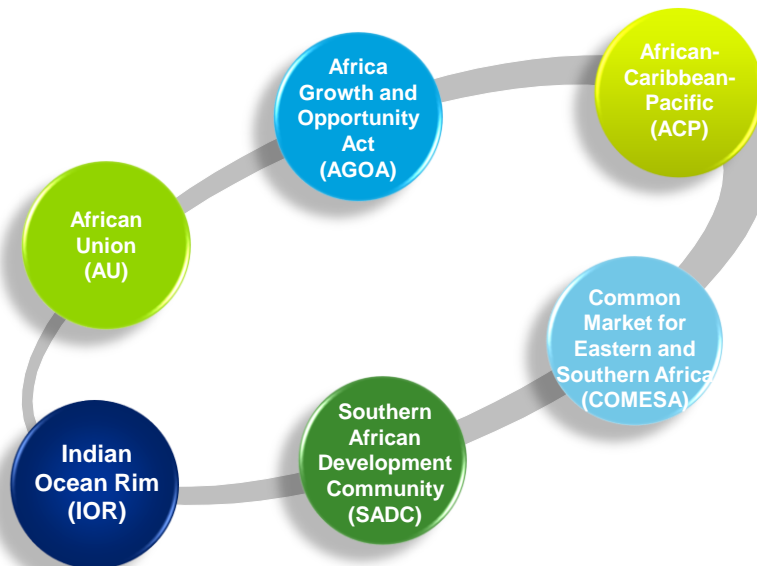 African-
Caribbean-
Pacific
(ACP)
Africa
Growth and
Opportunity
Act
(AGOA)
African
Union
(AU)
Common
Market for
Eastern and
Southern Africa
(COMESA)
Southern
African
Development
Community
(SADC)
Indian
Ocean Rim
(IOR)